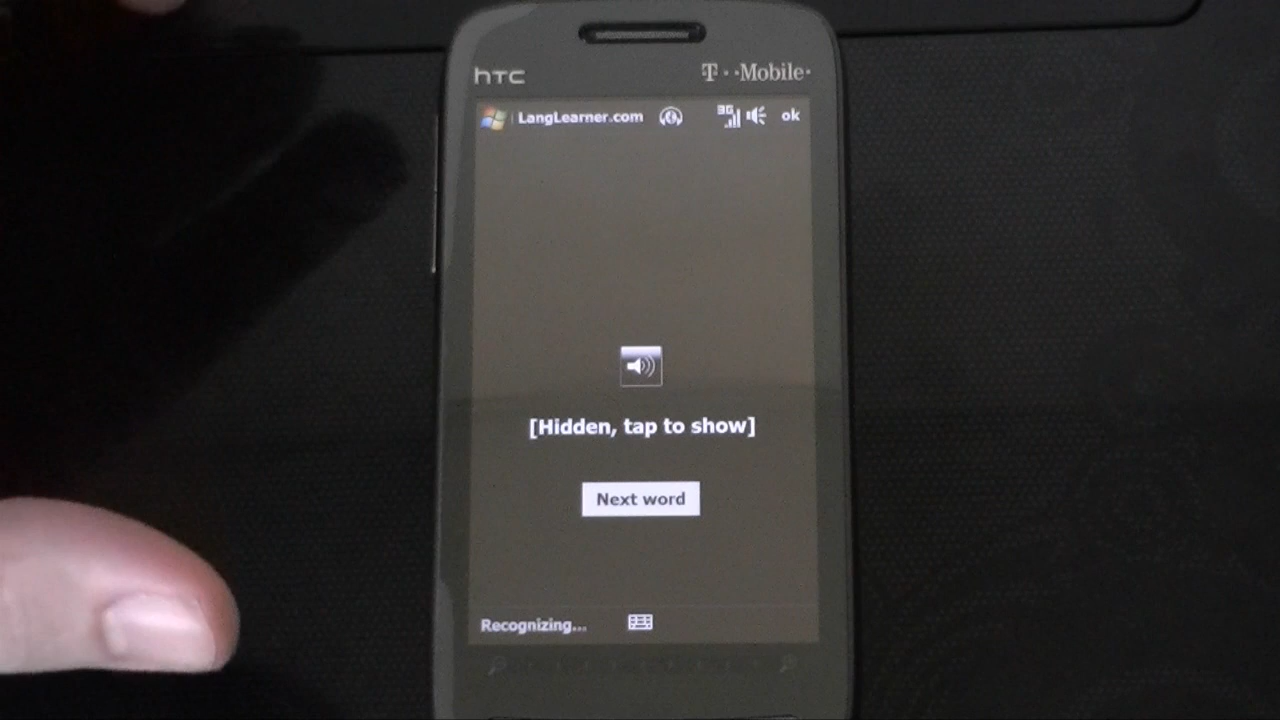 hTC
T··Mobile·
LangLearner.com
3G
ok
[Hidden, tap to show]
Next word
Recognizing...